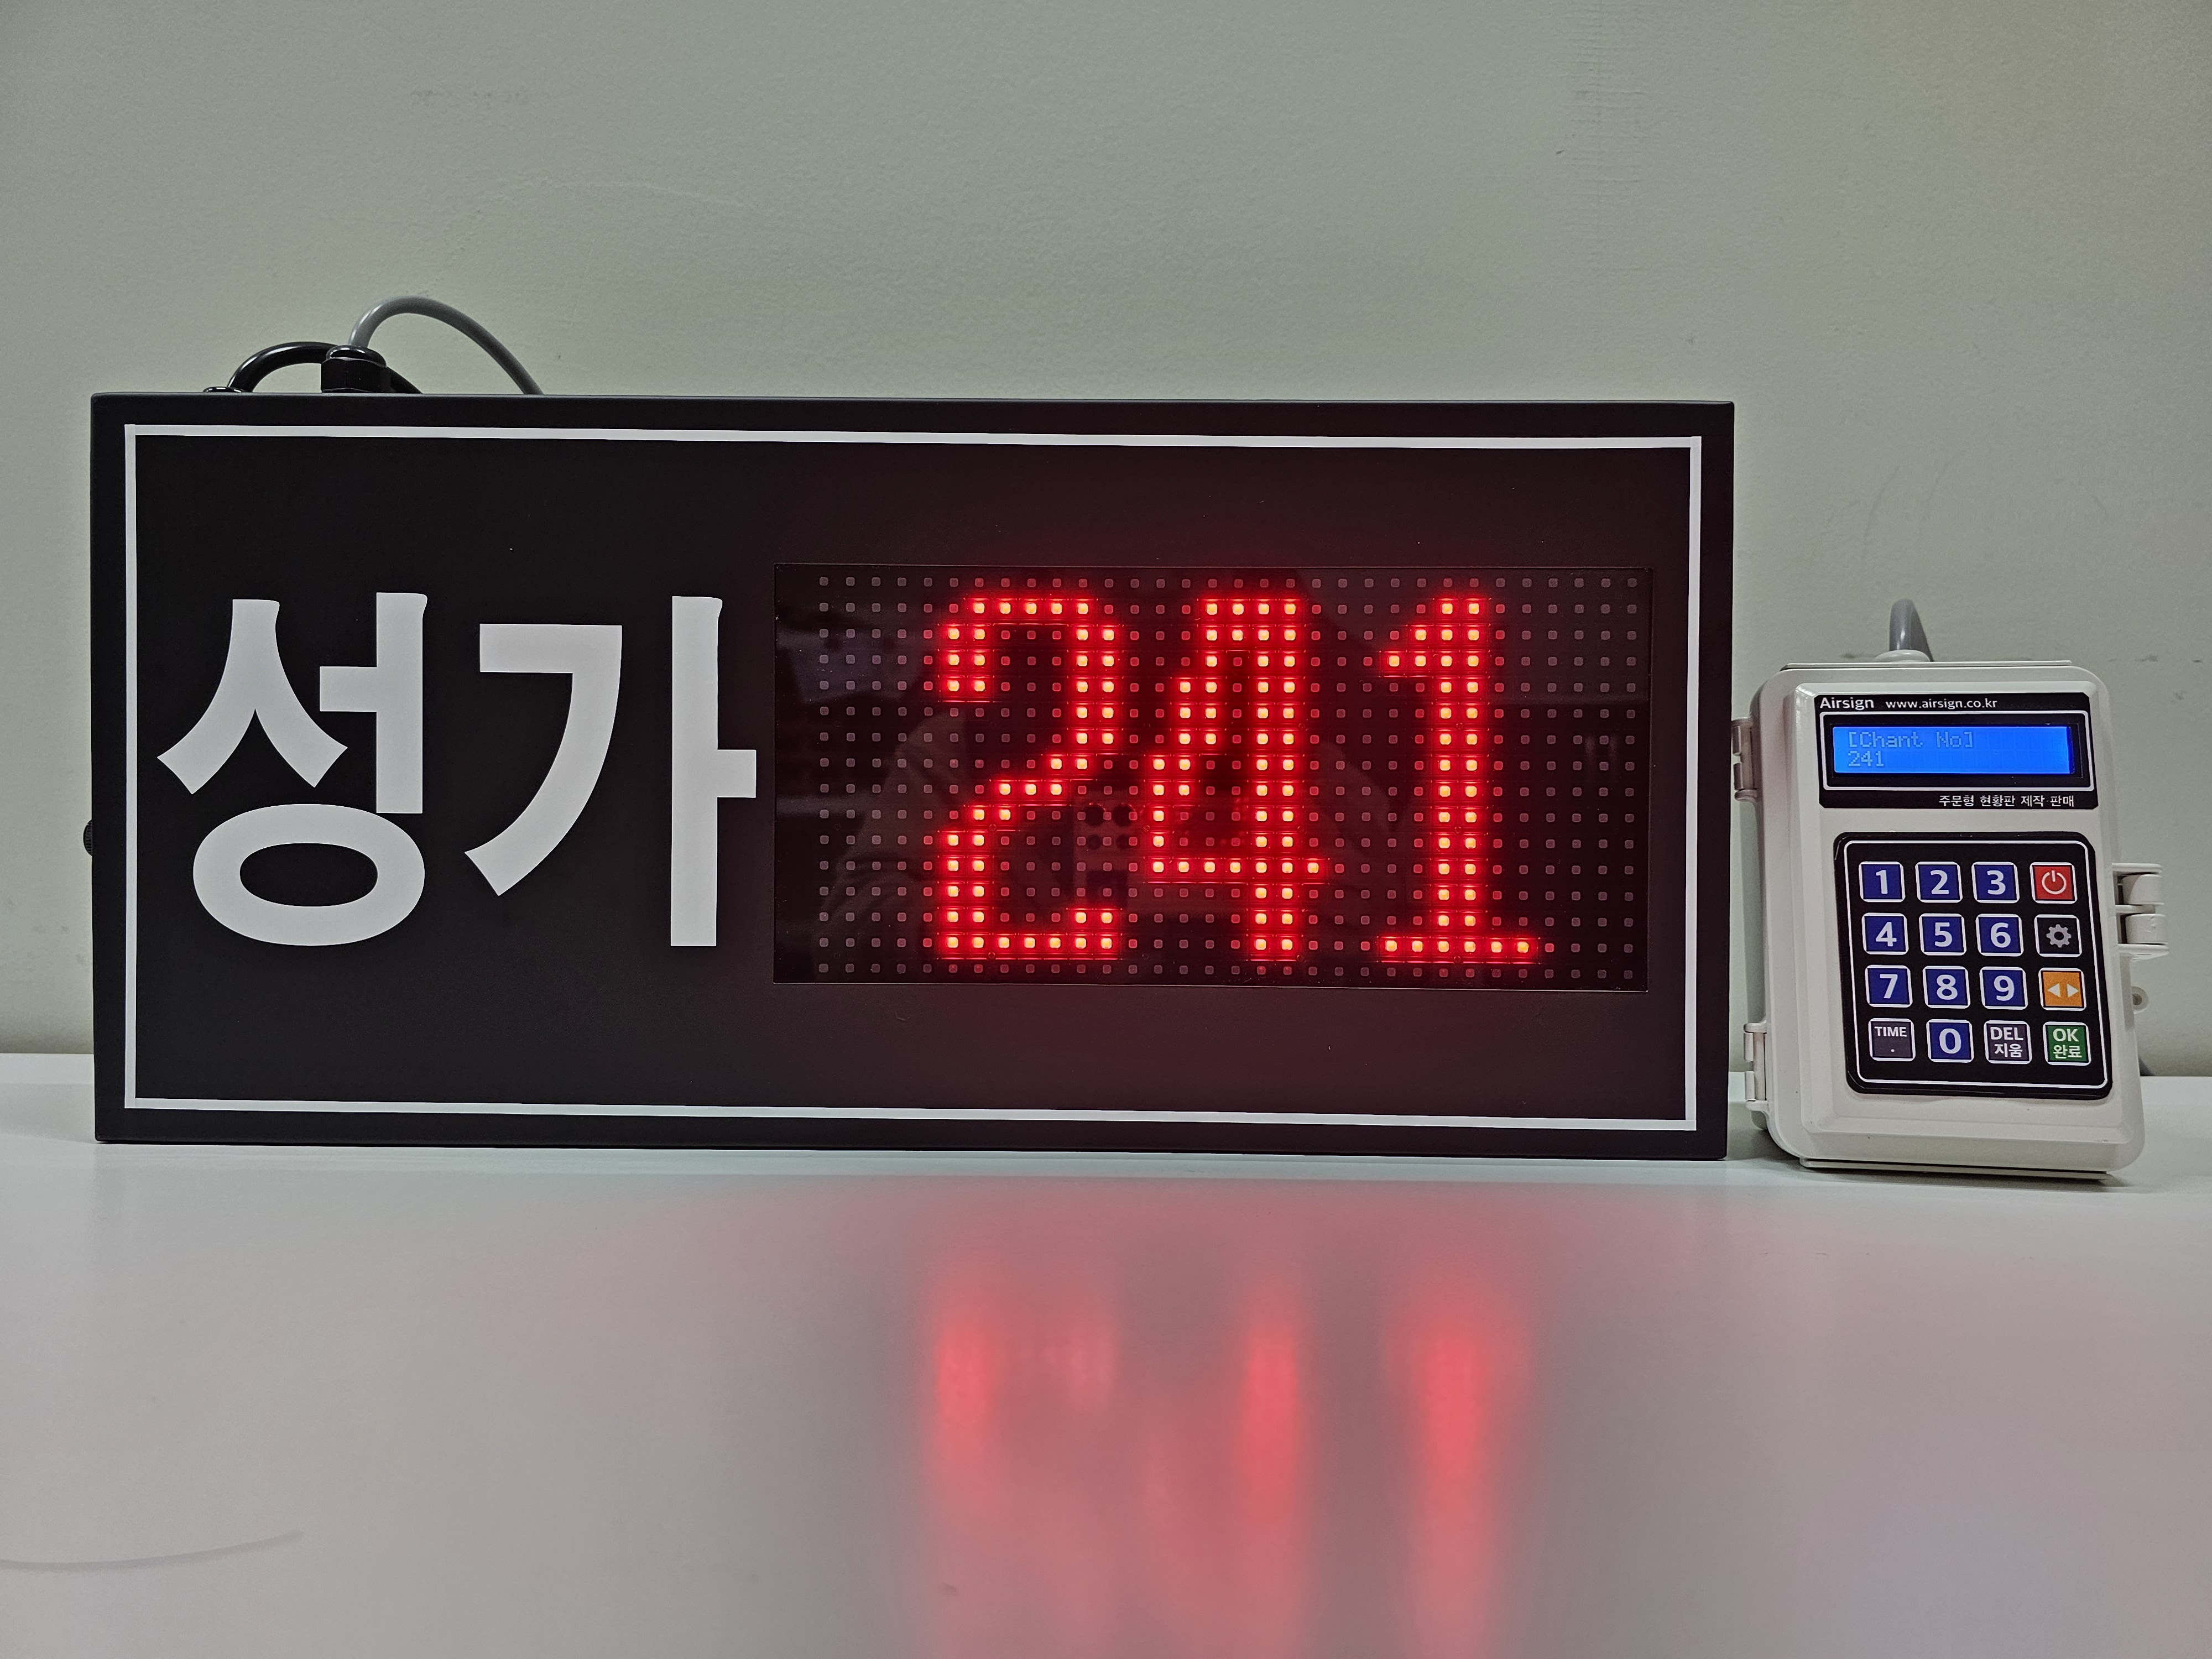 성가 241
Airsign www.airsign.co.kr
[Chant No]
241
주문형 현황판 제작·판매
1 2 3
4 5 6
7 8 9
TIME . 0 DEL 지움 OK 완료